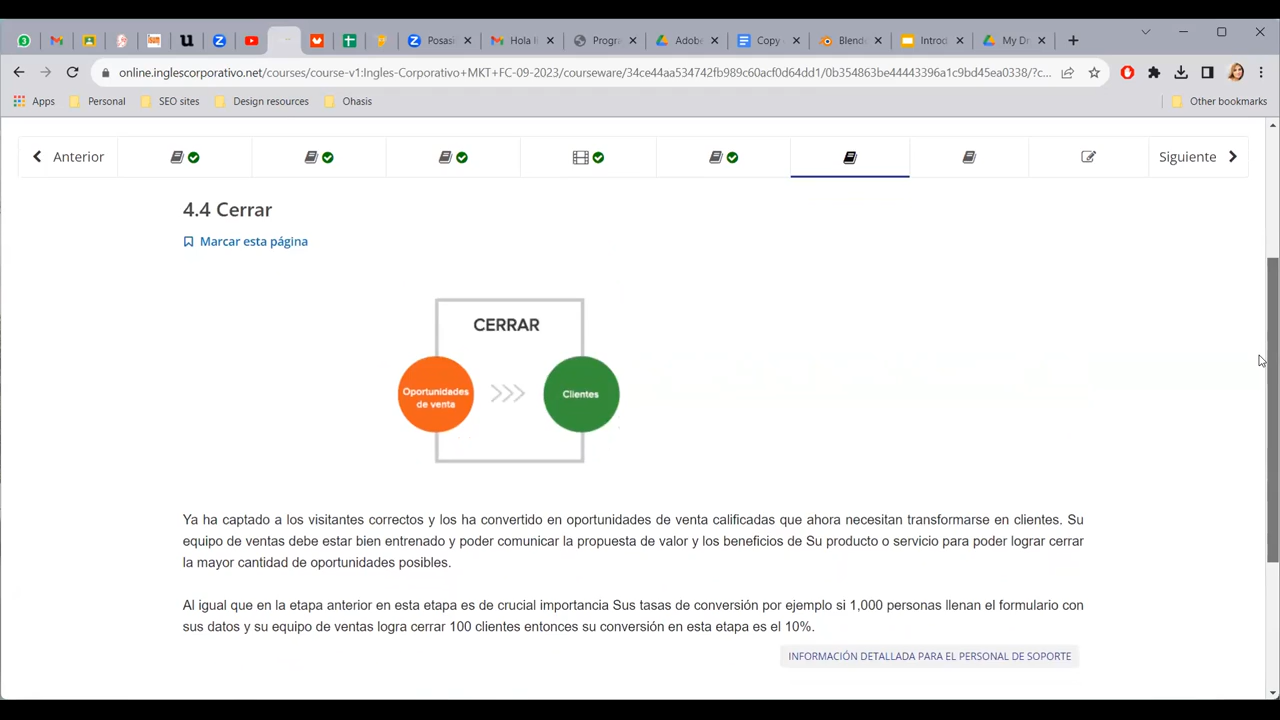 3
Posasi
Hola I
Progr
Adobe
Copy
Blende
Introd
My Dr
online.inglescorporativo.net/courses/course-v1:Ingles-Corporativo+MKT+FC-09-2023/courseware/34ce44aa534742fb989c60acf0d64dd1/0b354863be44443396a1c9bd45ea0338/?c...
Apps
Personal
SEO sites
Design resources
Ohasis
Other bookmarks
Anterior
Siguiente
4.4 Cerrar
Marcar esta página
CERRAR
Oportunidades
de venta
Clientes
Ya ha captado a los visitantes correctos y los ha convertido en oportunidades de venta calificadas que ahora necesitan transformarse en clientes. Su
equipo de ventas debe estar bien entrenado y poder comunicar la propuesta de valor y los beneficios de Su producto o servicio para poder lograr cerrar
la mayor cantidad de oportunidades posibles.
Al igual que en la etapa anterior en esta etapa es de crucial importancia Sus tasas de conversión por ejemplo si 1,000 personas llenan el formulario con
sus datos y su equipo de ventas logra cerrar 100 clientes entonces su conversión en esta etapa es el 10%.
INFORMACIÓN DETALLADA PARA EL PERSONAL DE SOPORTE